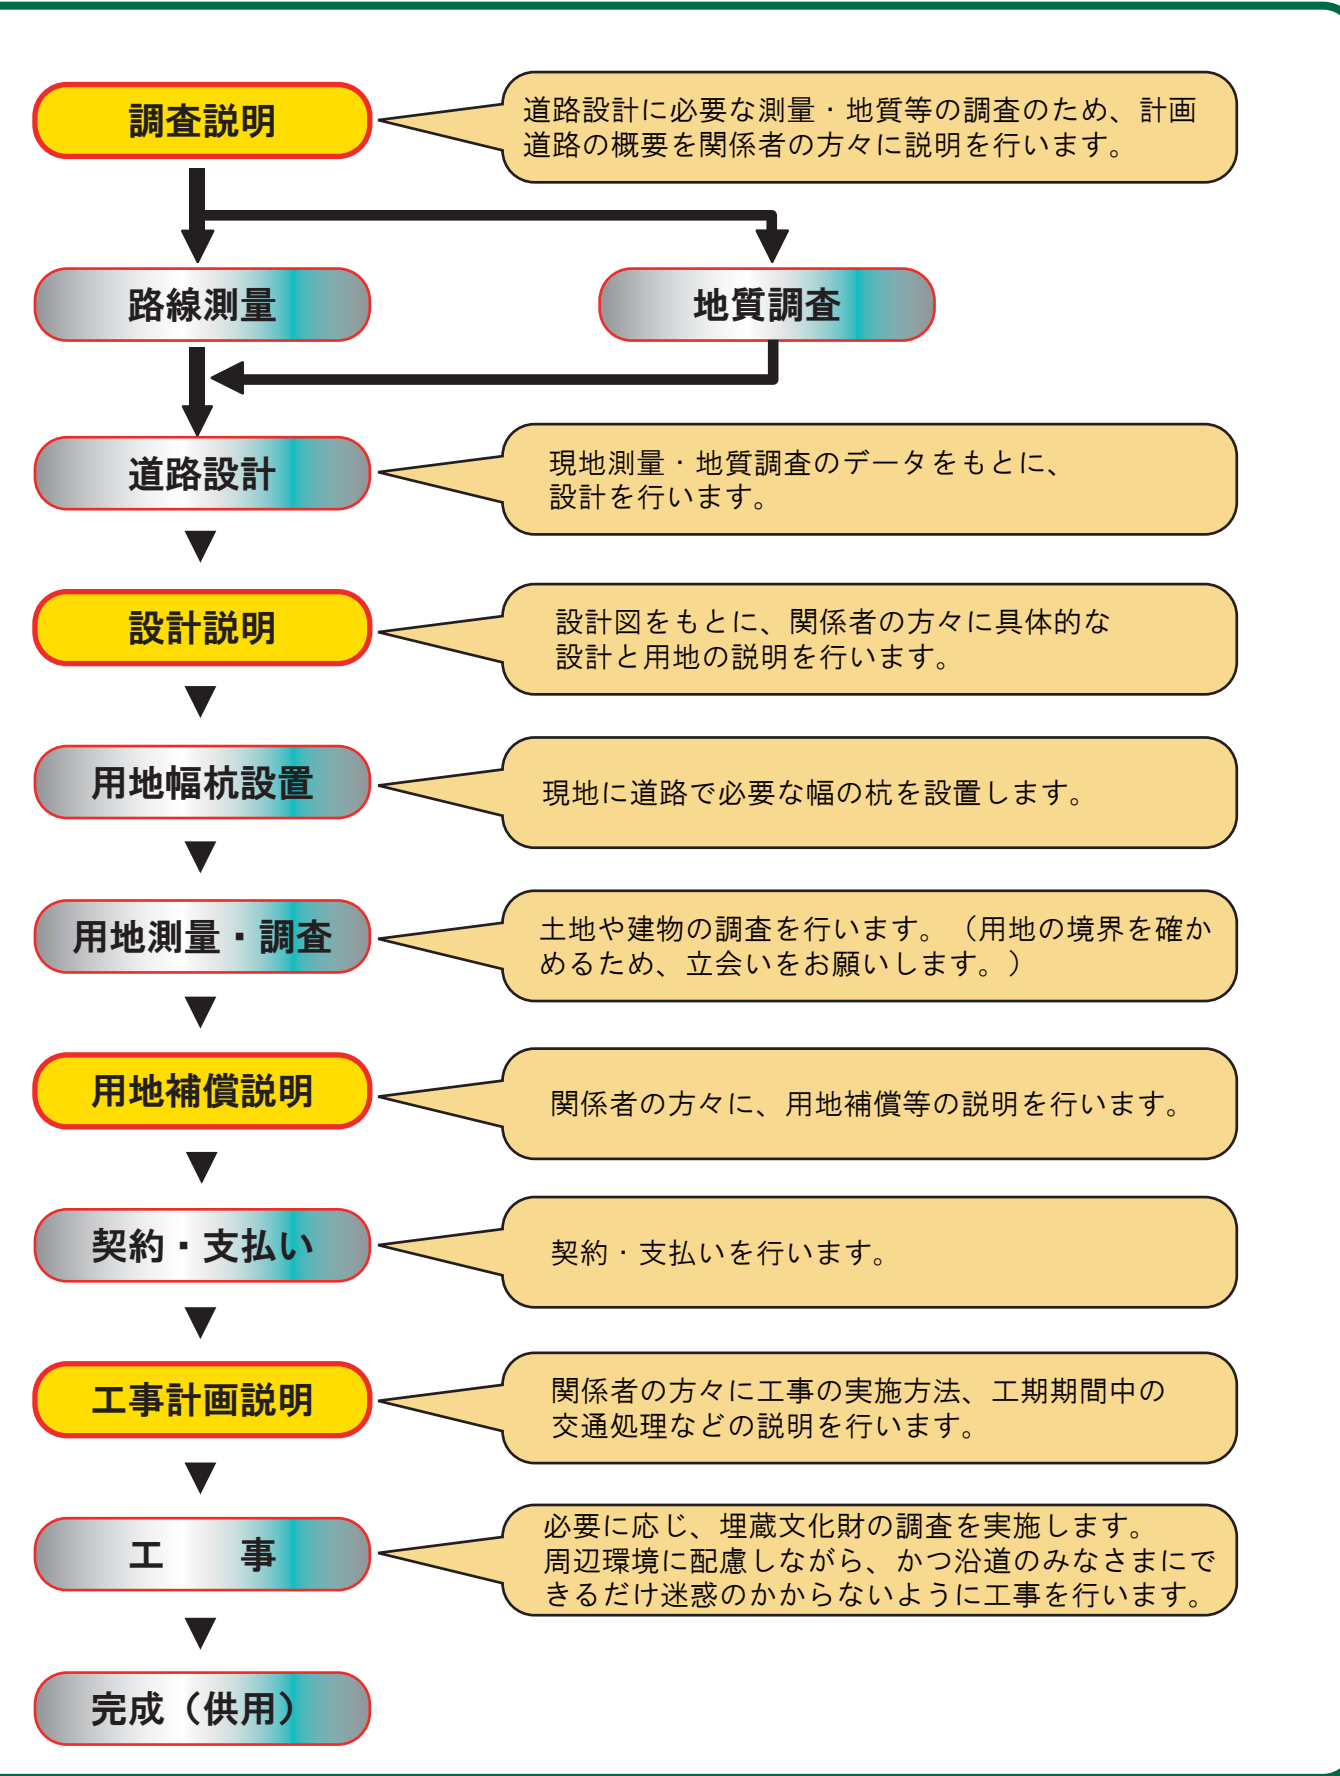 調査説明
道路設計に必要な測量・地質等の調査のため、計画
道路の概要を関係者の方々に説明を行います。
路線測量
地質調査
道路設計
現地測量・地質調査のデータをもとに、
設計を行います。
設計説明
設計図をもとに、関係者の方々に具体的な
設計と用地の説明を行います。
用地幅杭設置
現地に道路で必要な幅の杭を設置します。
用地測量・調査
土地や建物の調査を行います。（用地の境界を確か
めるため、立会いをお願いします。）
用地補償説明
関係者の方々に、用地補償等の説明を行います。
契約・支払い
契約・支払いを行います。
工事計画説明
関係者の方々に工事の実施方法、工期期間中の
交通処理などの説明を行います。
工　　事
必要に応じ、埋蔵文化財の調査を実施します。
周辺環境に配慮しながら、かつ沿道のみなさまにで
きるだけ迷惑のかからないように工事を行います。
完成（供用）